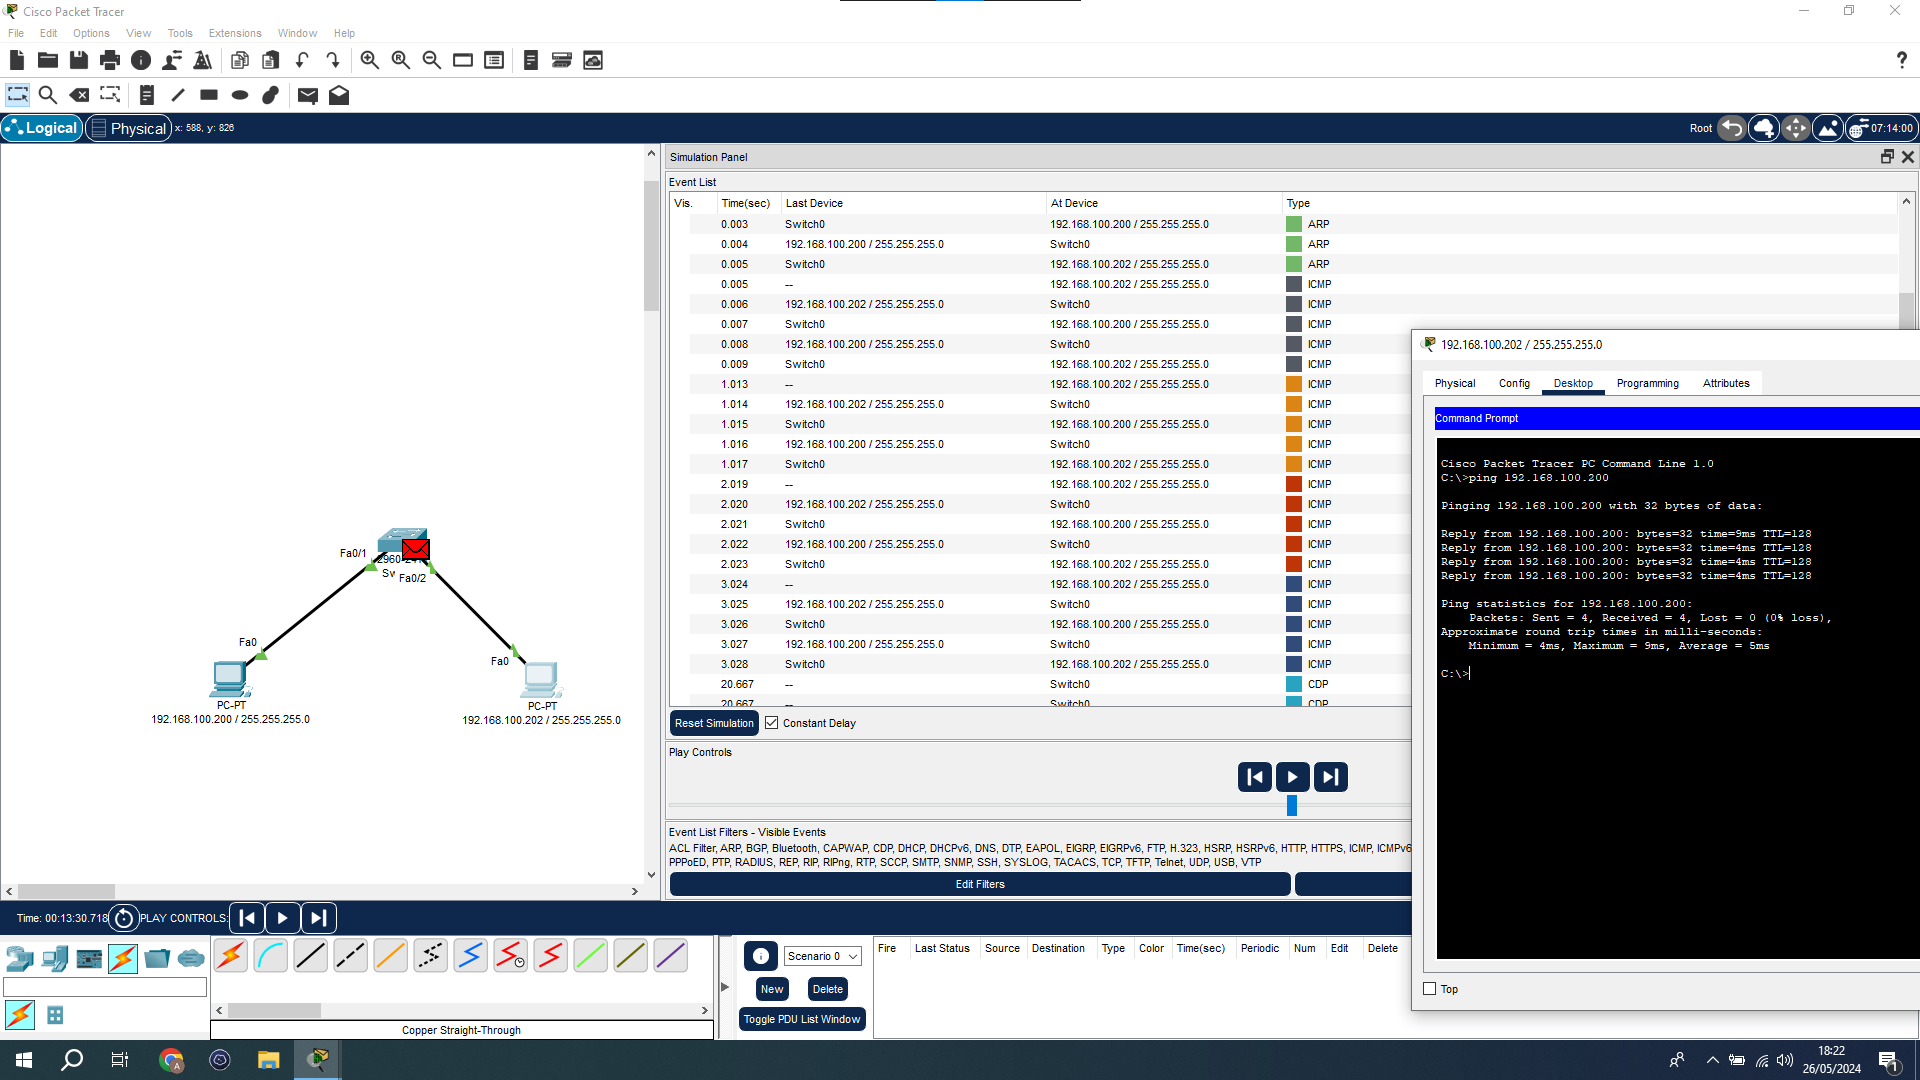 Cisco Packet Tracer
File Edit Options View Tools Extensions Window Help
Logical Physical x: 588, y: 826 Root 07:14:00
Simulation Panel
Event List
Vis. Time(sec) Last Device At Device Type
0.003 Switch0 192.168.100.200 / 255.255.255.0 ARP
0.004 192.168.100.200 / 255.255.255.0 Switch0 ARP
0.005 Switch0 192.168.100.202 / 255.255.255.0 ARP
0.005 -- 192.168.100.202 / 255.255.255.0 ICMP
0.006 192.168.100.202 / 255.255.255.0 Switch0 ICMP
0.007 Switch0 192.168.100.200 / 255.255.255.0 ICMP
0.008 192.168.100.200 / 255.255.255.0 Switch0 ICMP
0.009 Switch0 192.168.100.202 / 255.255.255.0 ICMP
1.013 -- 192.168.100.202 / 255.255.255.0 ICMP
1.014 192.168.100.202 / 255.255.255.0 Switch0 ICMP
1.015 Switch0 192.168.100.200 / 255.255.255.0 ICMP
1.016 192.168.100.200 / 255.255.255.0 Switch0 ICMP
1.017 Switch0 192.168.100.202 / 255.255.255.0 ICMP
2.019 -- 192.168.100.202 / 255.255.255.0 ICMP
2.020 192.168.100.202 / 255.255.255.0 Switch0 ICMP
2.021 Switch0 192.168.100.200 / 255.255.255.0 ICMP
2.022 192.168.100.200 / 255.255.255.0 Switch0 ICMP
2.023 Switch0 192.168.100.202 / 255.255.255.0 ICMP
3.024 -- 192.168.100.202 / 255.255.255.0 ICMP
3.025 192.168.100.202 / 255.255.255.0 Switch0 ICMP
3.026 Switch0 192.168.100.200 / 255.255.255.0 ICMP
3.027 192.168.100.200 / 255.255.255.0 Switch0 ICMP
3.028 Switch0 192.168.100.202 / 255.255.255.0 ICMP
20.667 -- Switch0 CDP
20.667 -- Switch0 CDP
Reset Simulation Constant Delay
Play Controls
Event List Filters - Visible Events
ACL Filter, ARP, BGP, Bluetooth, CAPWAP, CDP, DHCP, DHCPv6, DNS, DTP, EAPOL, EIGRP, EIGRPv6, FTP, H.323, HSRP, HSRPv6, HTTP, HTTPS, ICMP, ICMPv6
PPPoED, PTP, RADIUS, REP, RIP, RIPng, RTP, SCCP, SMTP, SNMP, SSH, SYSLOG, TACACS, TCP, TFTP, Telnet, UDP, USB, VTP
Edit Filters
Fa0/1
2960
Sw
Fa0/2
Fa0
Fa0
PC-PT
192.168.100.200 / 255.255.255.0
PC-PT
192.168.100.202 / 255.255.255.0
192.168.100.202 / 255.255.255.0
Physical Config Desktop Programming Attributes
Command Prompt
Cisco Packet Tracer PC Command Line 1.0
C:\>ping 192.168.100.200
Pinging 192.168.100.200 with 32 bytes of data:
Reply from 192.168.100.200: bytes=32 time=9ms TTL=128
Reply from 192.168.100.200: bytes=32 time=4ms TTL=128
Reply from 192.168.100.200: bytes=32 time=4ms TTL=128
Reply from 192.168.100.200: bytes=32 time=4ms TTL=128
Ping statistics for 192.168.100.200:
Packets: Sent = 4, Received = 4, Lost = 0 (0% loss),
Approximate round trip times in milli-seconds:
Minimum = 4ms, Maximum = 9ms, Average = 5ms
C:\>
Top
Time: 00:13:30.718 PLAY CONTROLS:
Scenario 0
New Delete
Toggle PDU List Window
Fire Last Status Source Destination Type Color Time(sec) Periodic Num Edit Delete
Copper Straight-Through
18:22
26/05/2024
1